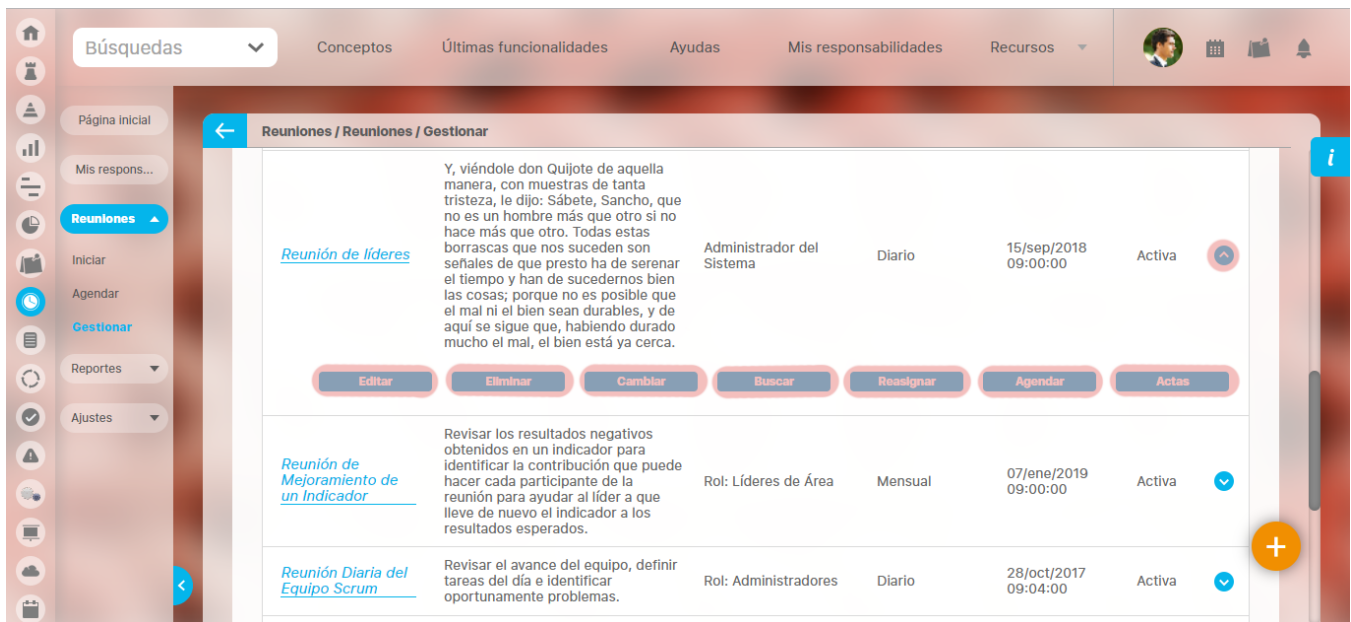 Búsquedas
Conceptos
Últimas funcionalidades
Ayudas
Mis responsabilidades
Recursos
Página inicial
Mis respons...
Reuniones
Iniciar
Agendar
Gestionar
Reportes
Ajustes
Reuniones / Reuniones / Gestionar
i
Reunión de líderes
Y, viéndole don Quijote de aquella
manera, con muestras de tanta
tristeza, le dijo: Sábete, Sancho, que
no es un hombre más que otro si no
hace más que otro. Todas estas
borrascas que nos suceden son
señales de que presto ha de serenar
el tiempo y han de sucedernos bien
las cosas; porque no es posible que
el mal ni el bien sean durables, y de
aquí se sigue que, habiendo durado
mucho el mal, el bien está ya cerca.
Administrador del
Sistema
Diario
15/sep/2018
09:00:00
Activa
Editar
Eliminar
Cambiar
Buscar
Reasignar
Agendar
Actas
Reunión de
Mejoramiento de
un Indicador
Revisar los resultados negativos
obtenidos en un indicador para
identificar la contribución que puede
hacer cada participante de la
reunión para ayudar al líder a que
lleve de nuevo el indicador a los
resultados esperados.
Rol: Líderes de Área
Mensual
07/ene/2019
09:00:00
Activa
Reunión Diaria del
Equipo Scrum
Revisar el avance del equipo, definir
tareas del día e identificar
oportunamente problemas.
Rol: Administradores
Diario
28/oct/2017
09:04:00
Activa